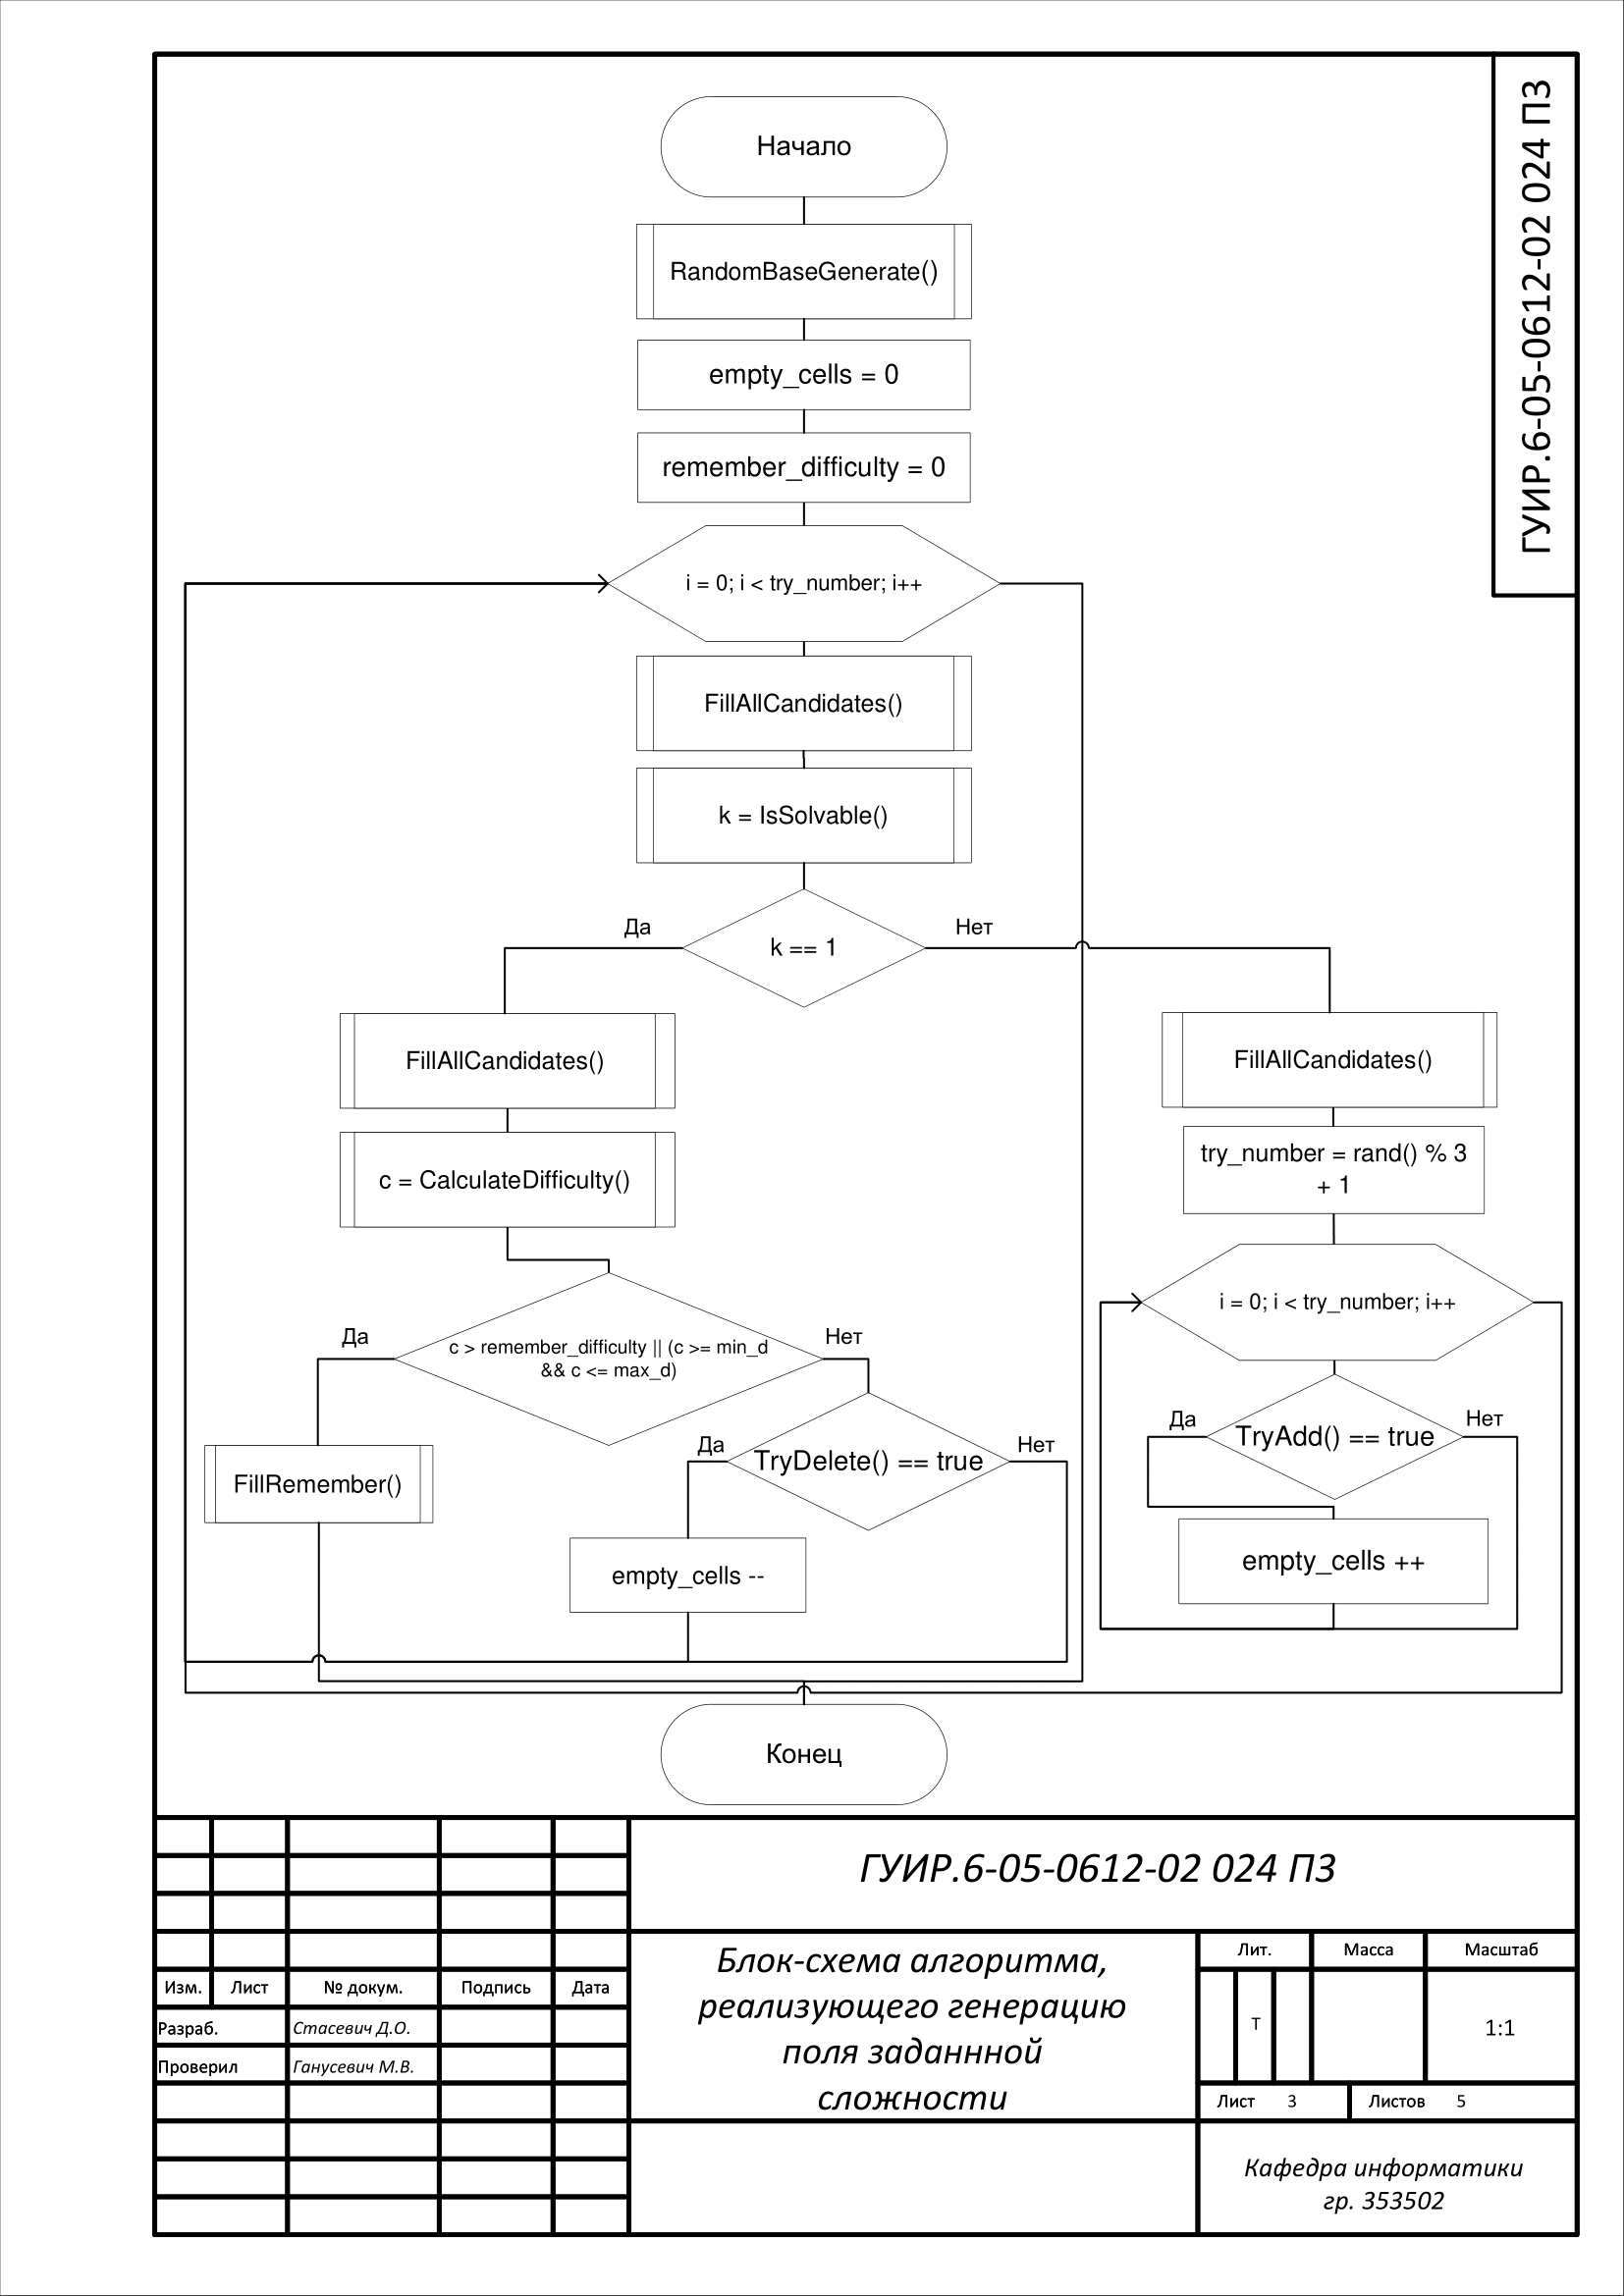 ГУИР.6-05-0612-02 024 ПЗ
Начало
RandomBaseGenerate()
empty_cells = 0
remember_difficulty = 0
i = 0; i < try_number; i++
FillAllCandidates()
k = IsSolvable()
Да
Нет
k == 1
FillAllCandidates()
FillAllCandidates()
c = CalculateDifficulty()
try_number = rand() % 3
+ 1
i = 0; i < try_number; i++
Да
Нет
c > remember_difficulty || (c >= min_d
&& c <= max_d)
Да
Нет
TryAdd() == true
Да
Нет
TryDelete() == true
FillRemember()
empty_cells --
empty_cells ++
Конец
ГУИР.6-05-0612-02 024 ПЗ
Блок-схема алгоритма,
реализующего генерацию
поля заданнной
сложности
Лит.
Масса
Масштаб
Т
1:1
Изм.
Лист
№ докум.
Подпись
Дата
Разраб.
Стасевич Д.О.
Проверил
Ганусевич М.В.
Лист 3
Листов 5
Кафедра информатики
гр. 353502